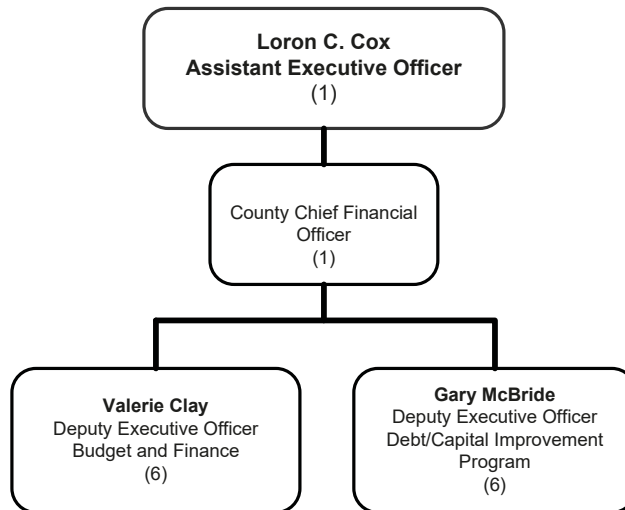 Loron C. Cox
Assistant Executive Officer
(1)
County Chief Financial
Officer
(1)
Valerie Clay
Deputy Executive Officer
Budget and Finance
(6)
Gary McBride
Deputy Executive Officer
Debt/Capital Improvement
Program
(6)